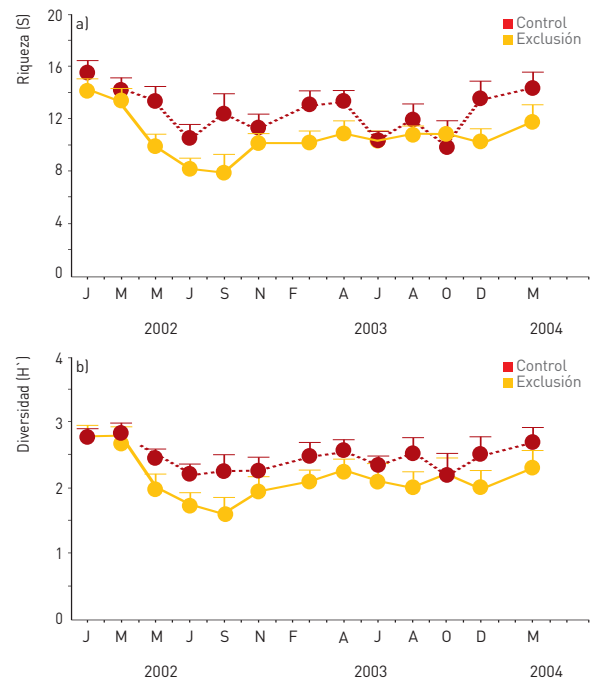 Riqueza (S)
a)
Control
Exclusión
20
16
12
8
4
0
J M M J S N F A J A O D M
2002 2003 2004
Diversidad (H`)
b)
Control
Exclusión
4
3
2
1
0
J M M J S N F A J A O D M
2002 2003 2004